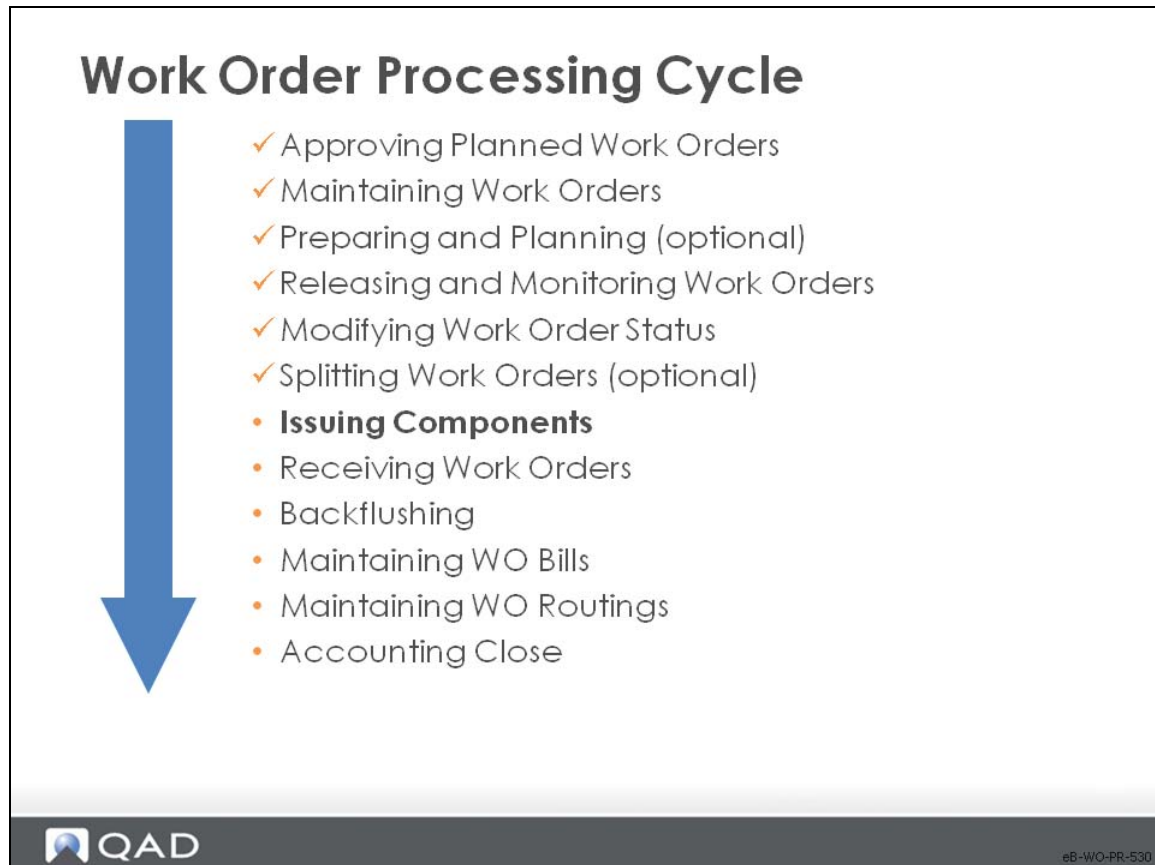 Work Order Processing Cycle
✓ Approving Planned Work Orders
✓ Maintaining Work Orders
✓ Preparing and Planning (optional)
✓ Releasing and Monitoring Work Orders
✓ Modifying Work Order Status
✓ Splitting Work Orders (optional)
• Issuing Components
• Receiving Work Orders
• Backflushing
• Maintaining WO Bills
• Maintaining WO Routings
• Accounting Close
QAD
eB-WO-PR-530